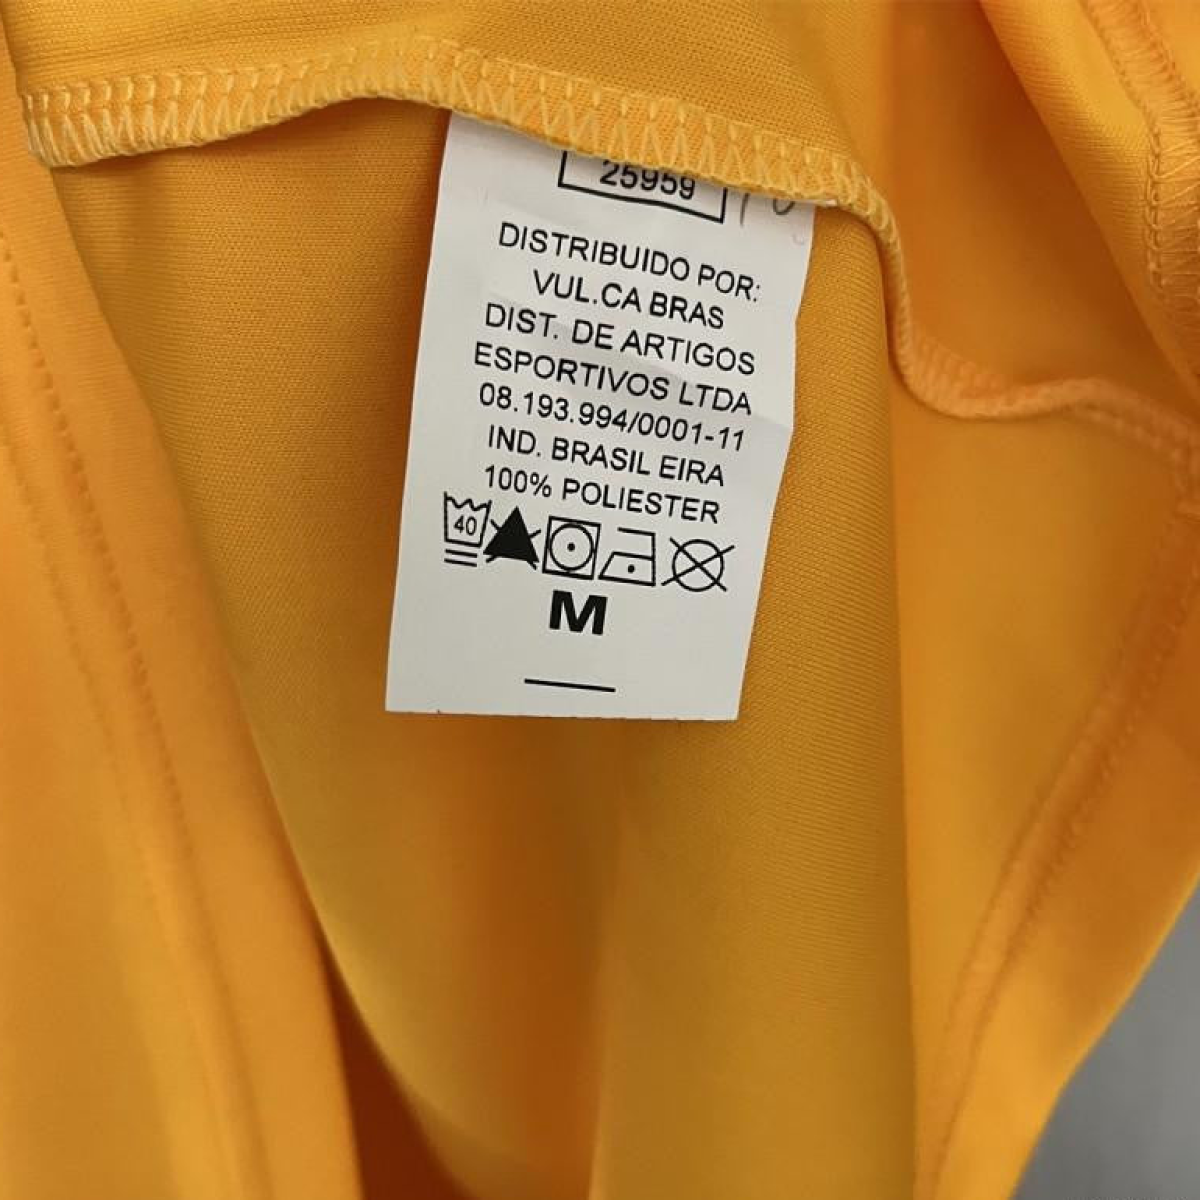 25959
DISTRIBUIDO POR:
VUL.CA BRAS
DIST. DE ARTIGOS
ESPORTIVOS LTDA
08.193.994/0001-11
IND. BRASIL EIRA
100% POLIESTER
40
M